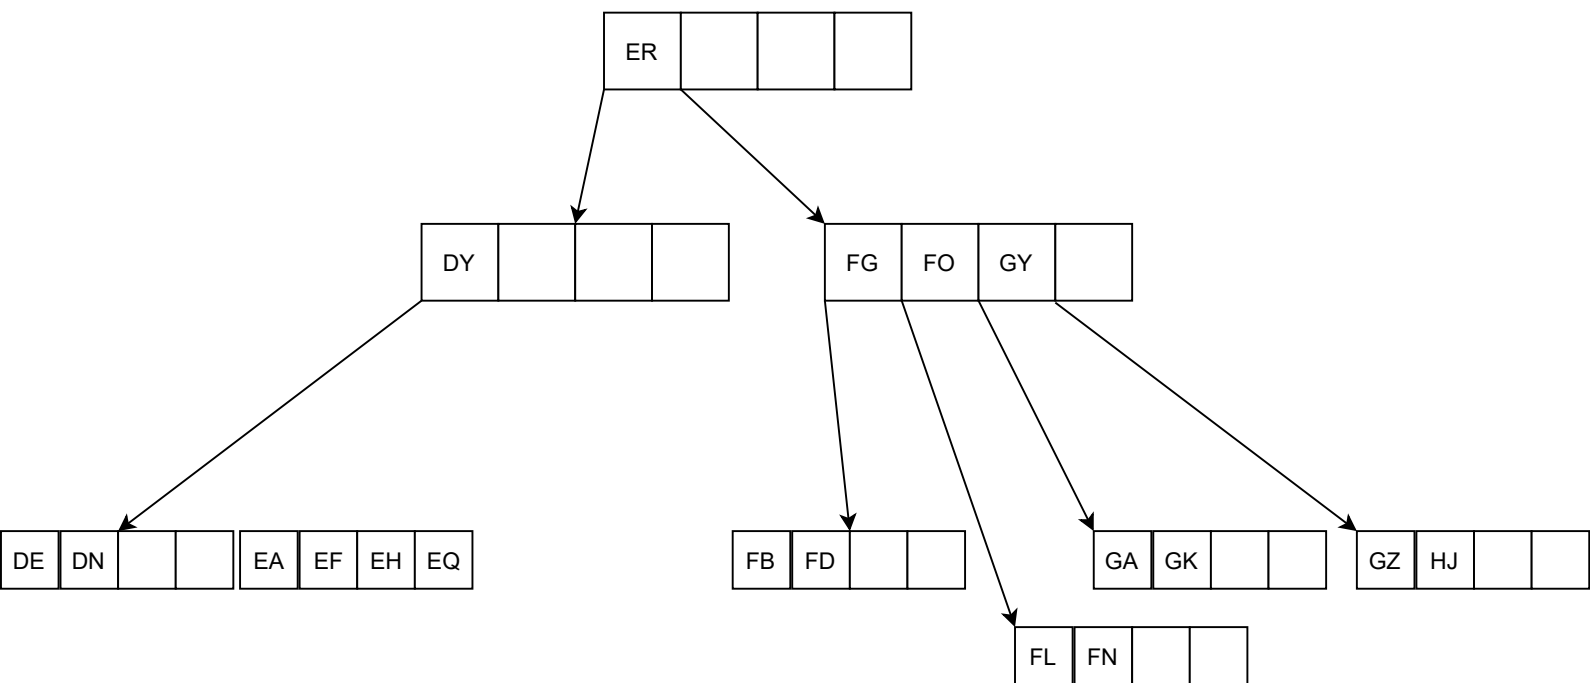 ER
DY
FG FO GY
DE DN EA EF EH EQ FB FD GA GK GZ HJ
FL FN